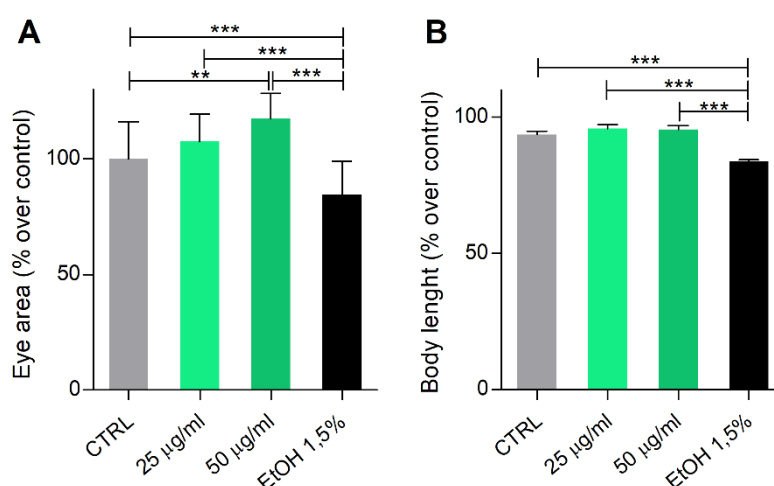 A
***
***
** ***
Eye area (% over control)
100
50
0
CTRL
25 µg/ml
50 µg/ml
EtOH 1,5%
B
***
***
***
Body lenght (% over control)
100
50
0
CTRL
25 µg/ml
50 µg/ml
EtOH 1,5%